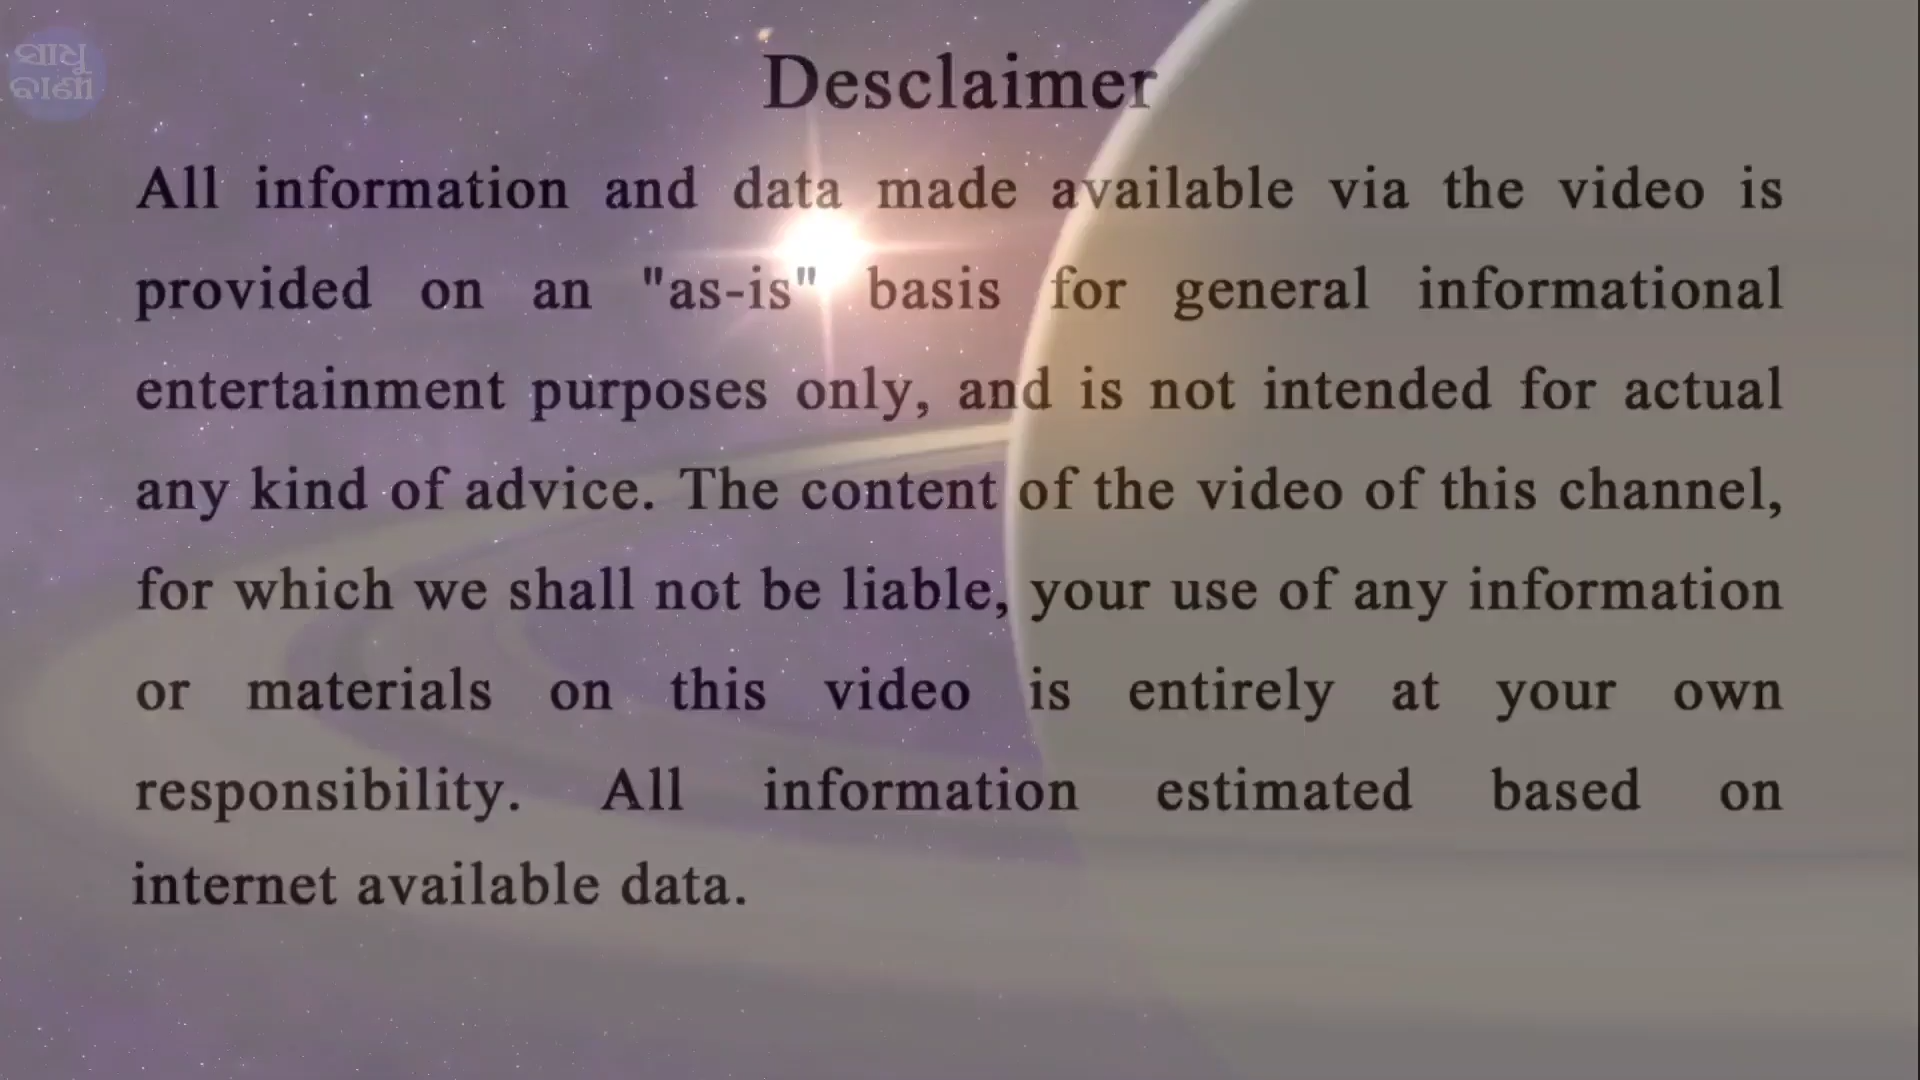 ସାଧୁ
ବାଣୀ
Desclaimer
All information and data made available via the video is
provided on an "as-is" basis for general informational
entertainment purposes only, and is not intended for actual
any kind of advice. The content of the video of this channel,
for which we shall not be liable, your use of any information
or materials on this video is entirely at your own
responsibility. All information estimated based on
internet available data.